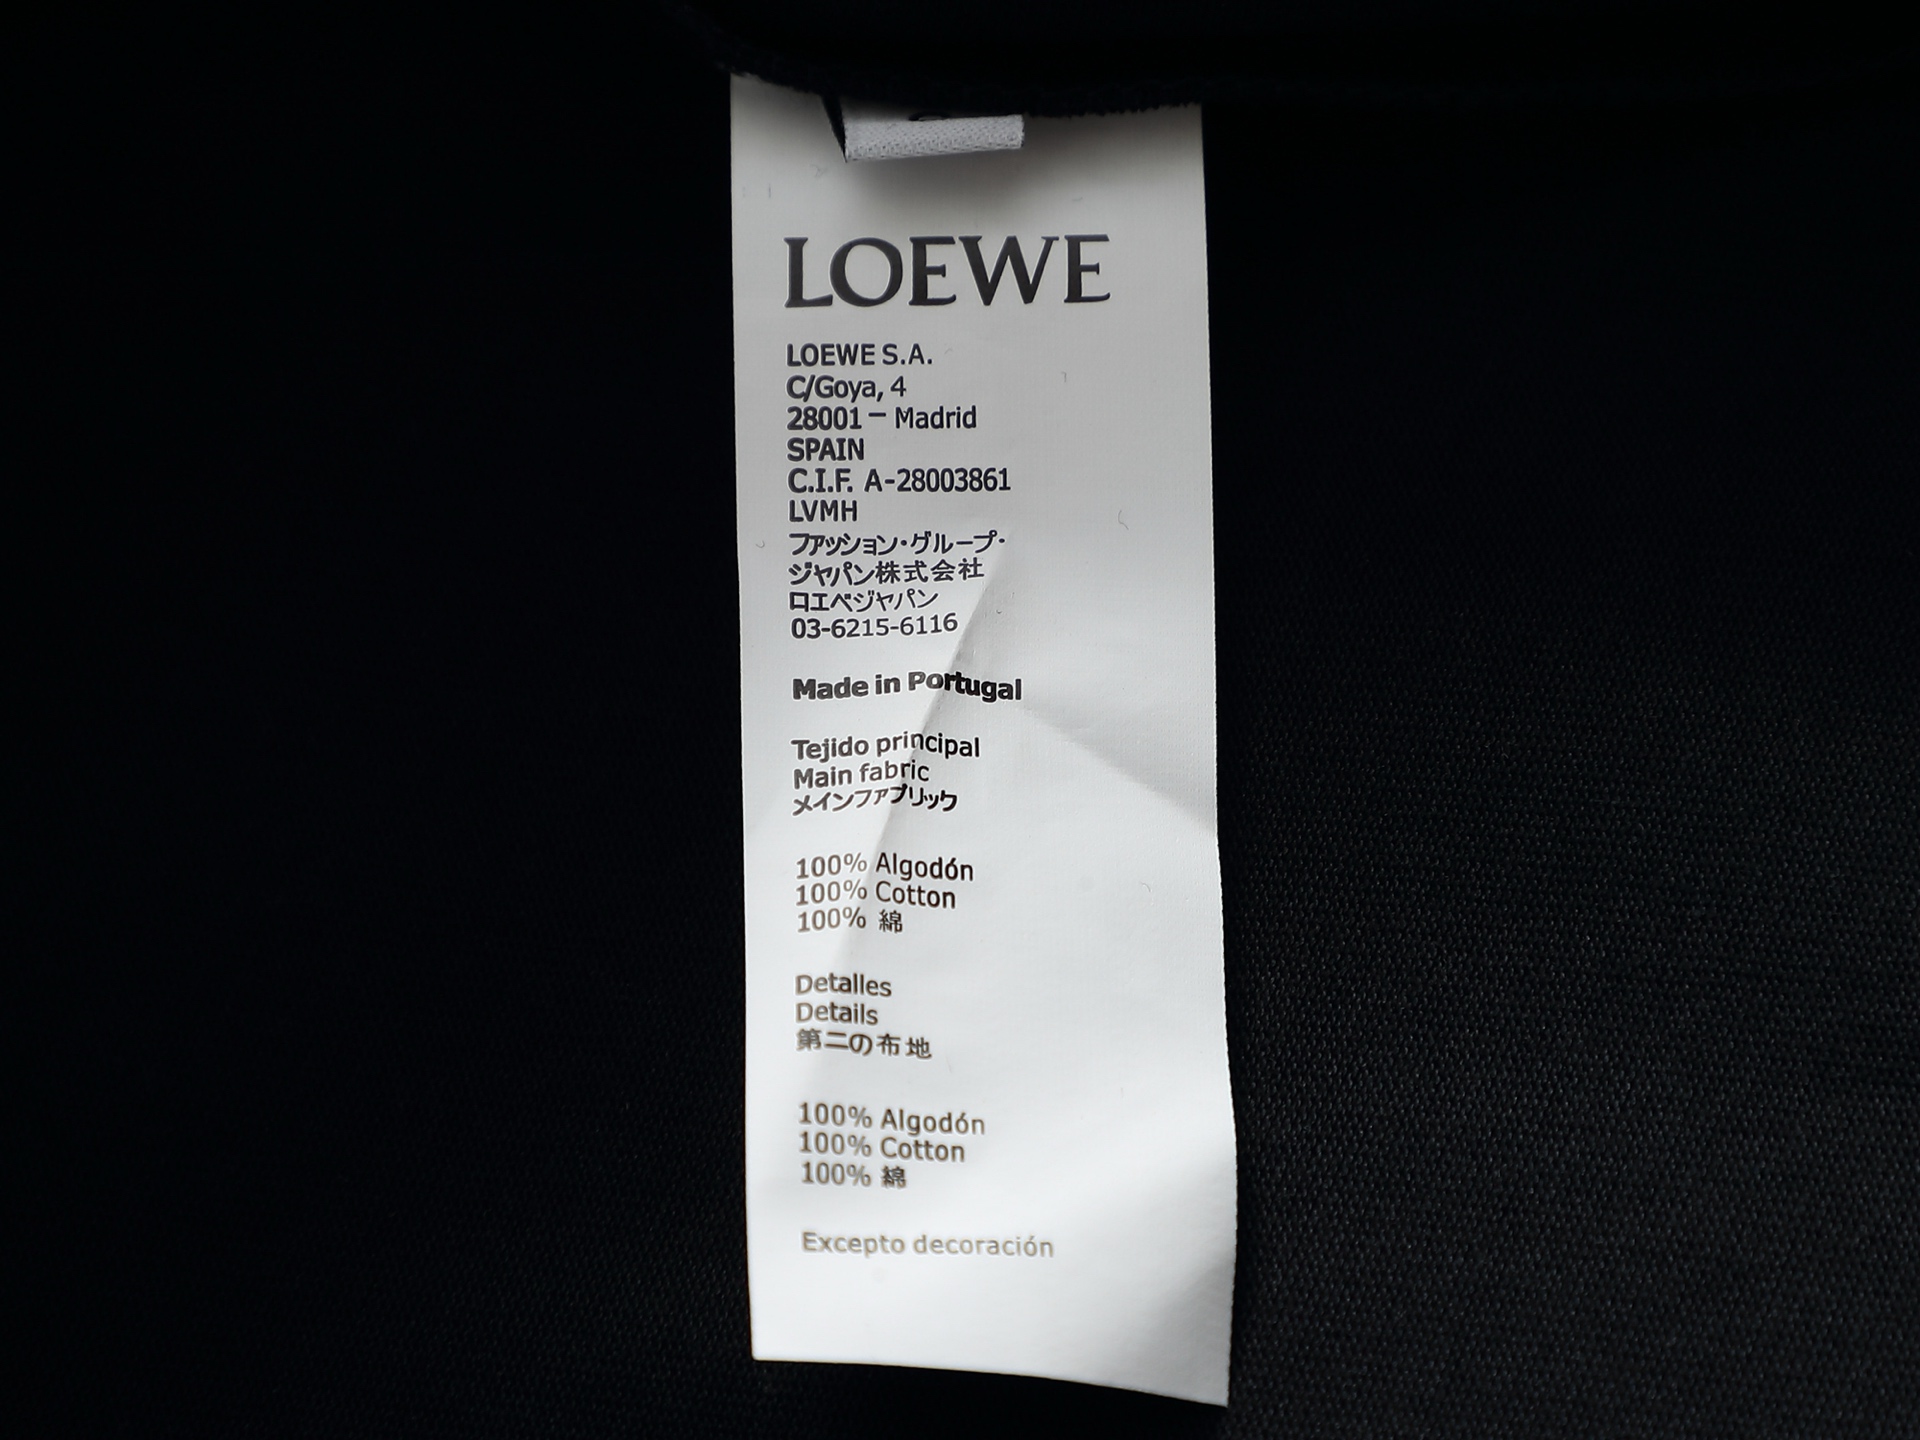 LOEWE
LOEWE S.A.
C/Goya, 4
28001 – Madrid
SPAIN
C.I.F. A-28003861
LVMH
ファッション・グループ・
ジャパン株式会社
ロエベジャパン
03-6215-6116
Made in Portugal
Tejido principal
Main fabric
メインファブリック
100% Algodón
100% Cotton
100% 綿
Detalles
Details
第二の布地
100% Algodón
100% Cotton
100% 綿
Excepto decoración